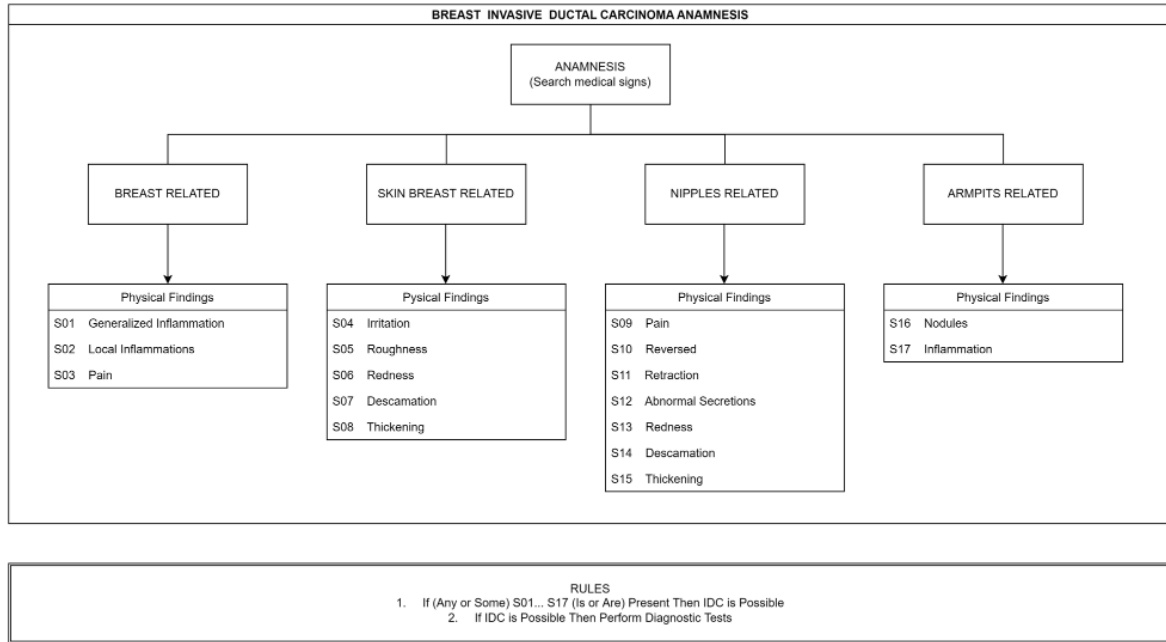 BREAST INVASIVE DUCTAL CARCINOMA ANAMNESIS
ANAMNESIS
(Search medical signs)
BREAST RELATED
SKIN BREAST RELATED
NIPPLES RELATED
ARMPITS RELATED
Physical Findings
S01 Generalized Inflammation
S02 Local Inflammations
S03 Pain
Pysical Findings
S04 Irritation
S05 Roughness
S06 Redness
S07 Descamation
S08 Thickening
Physical Findings
S09 Pain
S10 Reversed
S11 Retraction
S12 Abnormal Secretions
S13 Redness
S14 Descamation
S15 Thickening
Physical Findings
S16 Nodules
S17 Inflammation
RULES
1. If (Any or Some) S01... S17 (Is or Are) Present Then IDC is Possible
2. If IDC is Possible Then Perform Diagnostic Tests